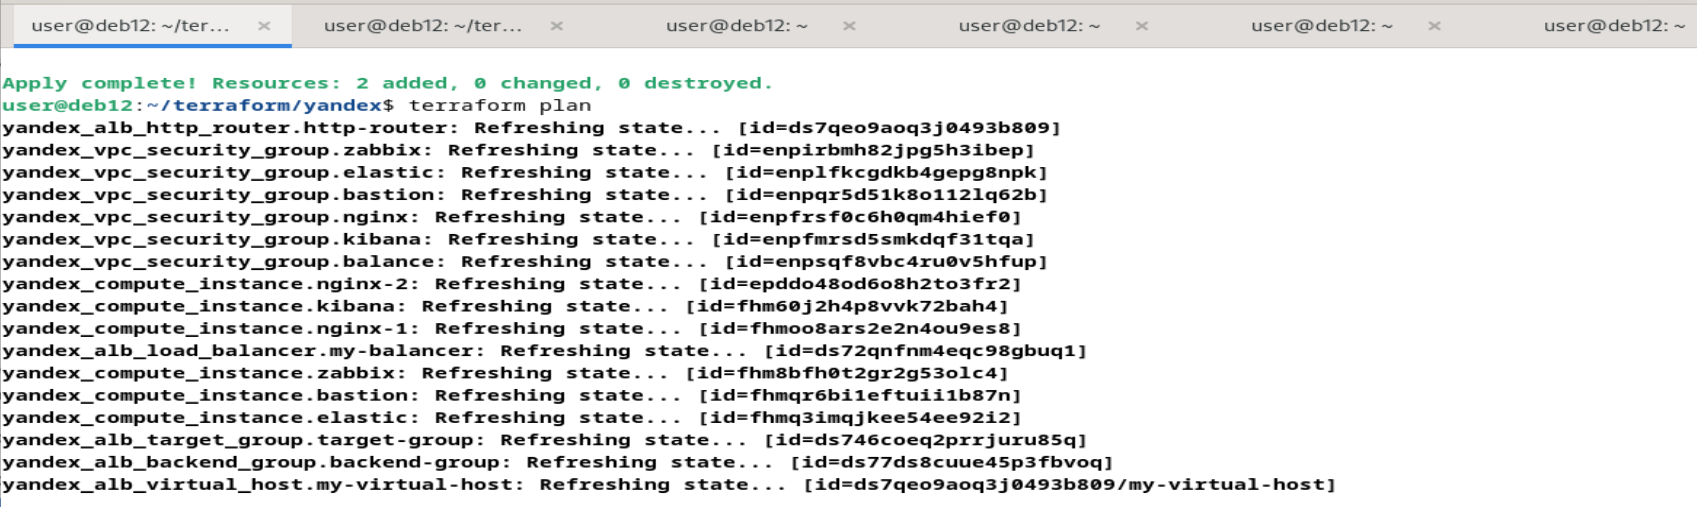 user@deb12: ~/ter... × user@deb12: ~/ter... × user@deb12: ~ × user@deb12: ~ × user@deb12: ~ × user@deb12: ~
Apply complete! Resources: 2 added, 0 changed, 0 destroyed.
user@deb12:~/terraform/yandex$ terraform plan
yandex_alb_http_router.http-router: Refreshing state... [id=ds7qeo9aoq3j0493b809]
yandex_vpc_security_group.zabbix: Refreshing state... [id=enpirbmh82jpg5h3ibep]
yandex_vpc_security_group.elastic: Refreshing state... [id=enplfkcgdkb4gepg8npk]
yandex_vpc_security_group.bastion: Refreshing state... [id=enpqr5d51k8o112lq62b]
yandex_vpc_security_group.nginx: Refreshing state... [id=enpfrsf0c6h0qm4hief0]
yandex_vpc_security_group.kibana: Refreshing state... [id=enpfmrsd5smkdqf31tqa]
yandex_vpc_security_group.balance: Refreshing state... [id=enpsqf8vbc4ru0v5hfup]
yandex_compute_instance.nginx-2: Refreshing state... [id=epddo48od6o8h2to3fr2]
yandex_compute_instance.kibana: Refreshing state... [id=fhm60j2h4p8vvk72bah4]
yandex_compute_instance.nginx-1: Refreshing state... [id=fhmoo8ars2e2n4ou9es8]
yandex_alb_load_balancer.my-balancer: Refreshing state... [id=ds72qnfnm4eqc98gbuq1]
yandex_compute_instance.zabbix: Refreshing state... [id=fhm8bfh0t2gr2g53olc4]
yandex_compute_instance.bastion: Refreshing state... [id=fhmqr6bi1eftuii1b87n]
yandex_compute_instance.elastic: Refreshing state... [id=fhmq3imqjkee54ee92i2]
yandex_alb_target_group.target-group: Refreshing state... [id=ds746coeq2prrjuru85q]
yandex_alb_backend_group.backend-group: Refreshing state... [id=ds77ds8cuue45p3fbvoq]
yandex_alb_virtual_host.my-virtual-host: Refreshing state... [id=ds7qeo9aoq3j0493b809/my-virtual-host]